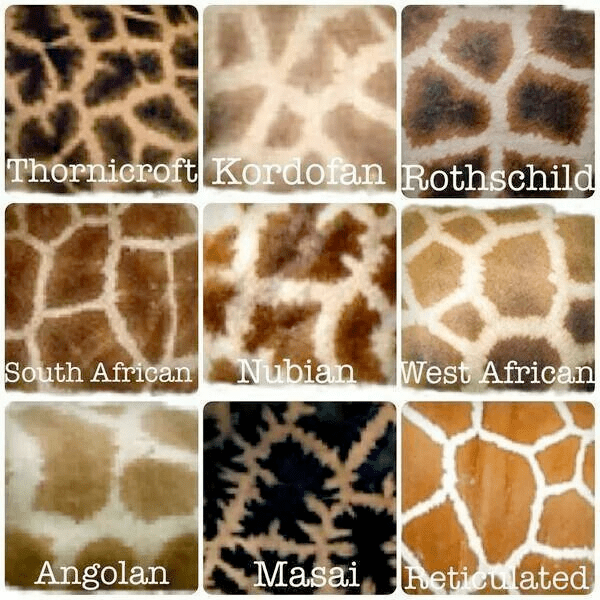 Thornicroft
Kordofan
Rothschild
South African
Nubian
West African
Angolan
Masai
Reticulated